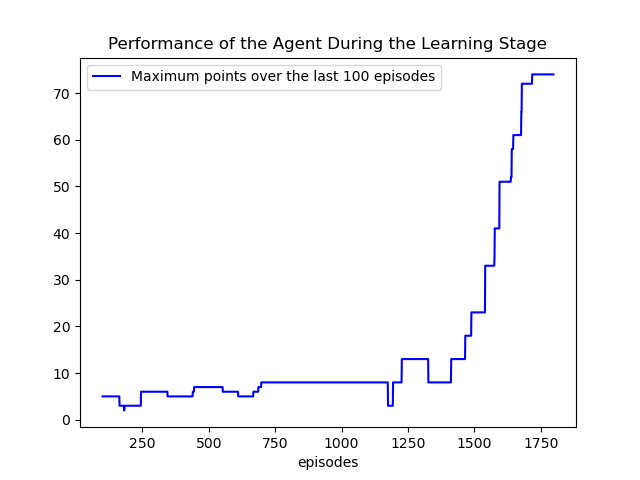 Performance of the Agent During the Learning Stage
Maximum points over the last 100 episodes
70
60
50
40
30
20
10
0
250 500 750 1000 1250 1500 1750
episodes